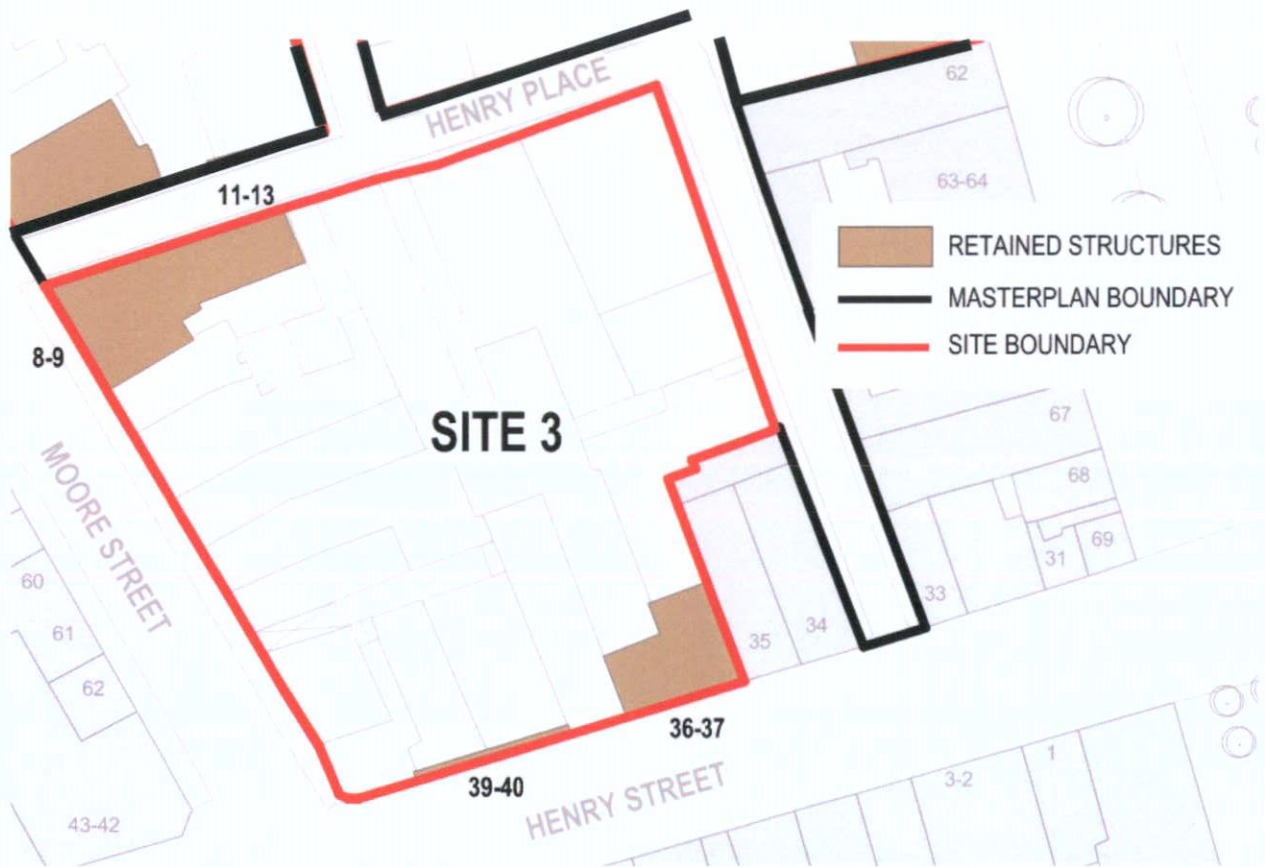 HENRY PLACE
62
11-13
63-64
RETAINED STRUCTURES
MASTERPLAN BOUNDARY
SITE BOUNDARY
8-9
SITE 3
67
MOORE STREET
68
31
69
60
33
61
34
35
62
36-37
39-40
HENRY STREET
3-2
1
43-42